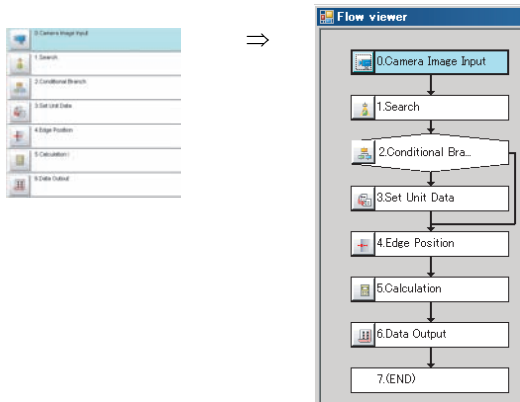 0.Camera Image Input
1.Search
2.Conditional Branch
3.Set Unit Data
4.Edge Position
5.Calculation
6.Data Output
⇒
Flow viewer
0.Camera Image Input
1.Search
2.Conditional Bra...
3.Set Unit Data
4.Edge Position
5.Calculation
6.Data Output
7.(END)